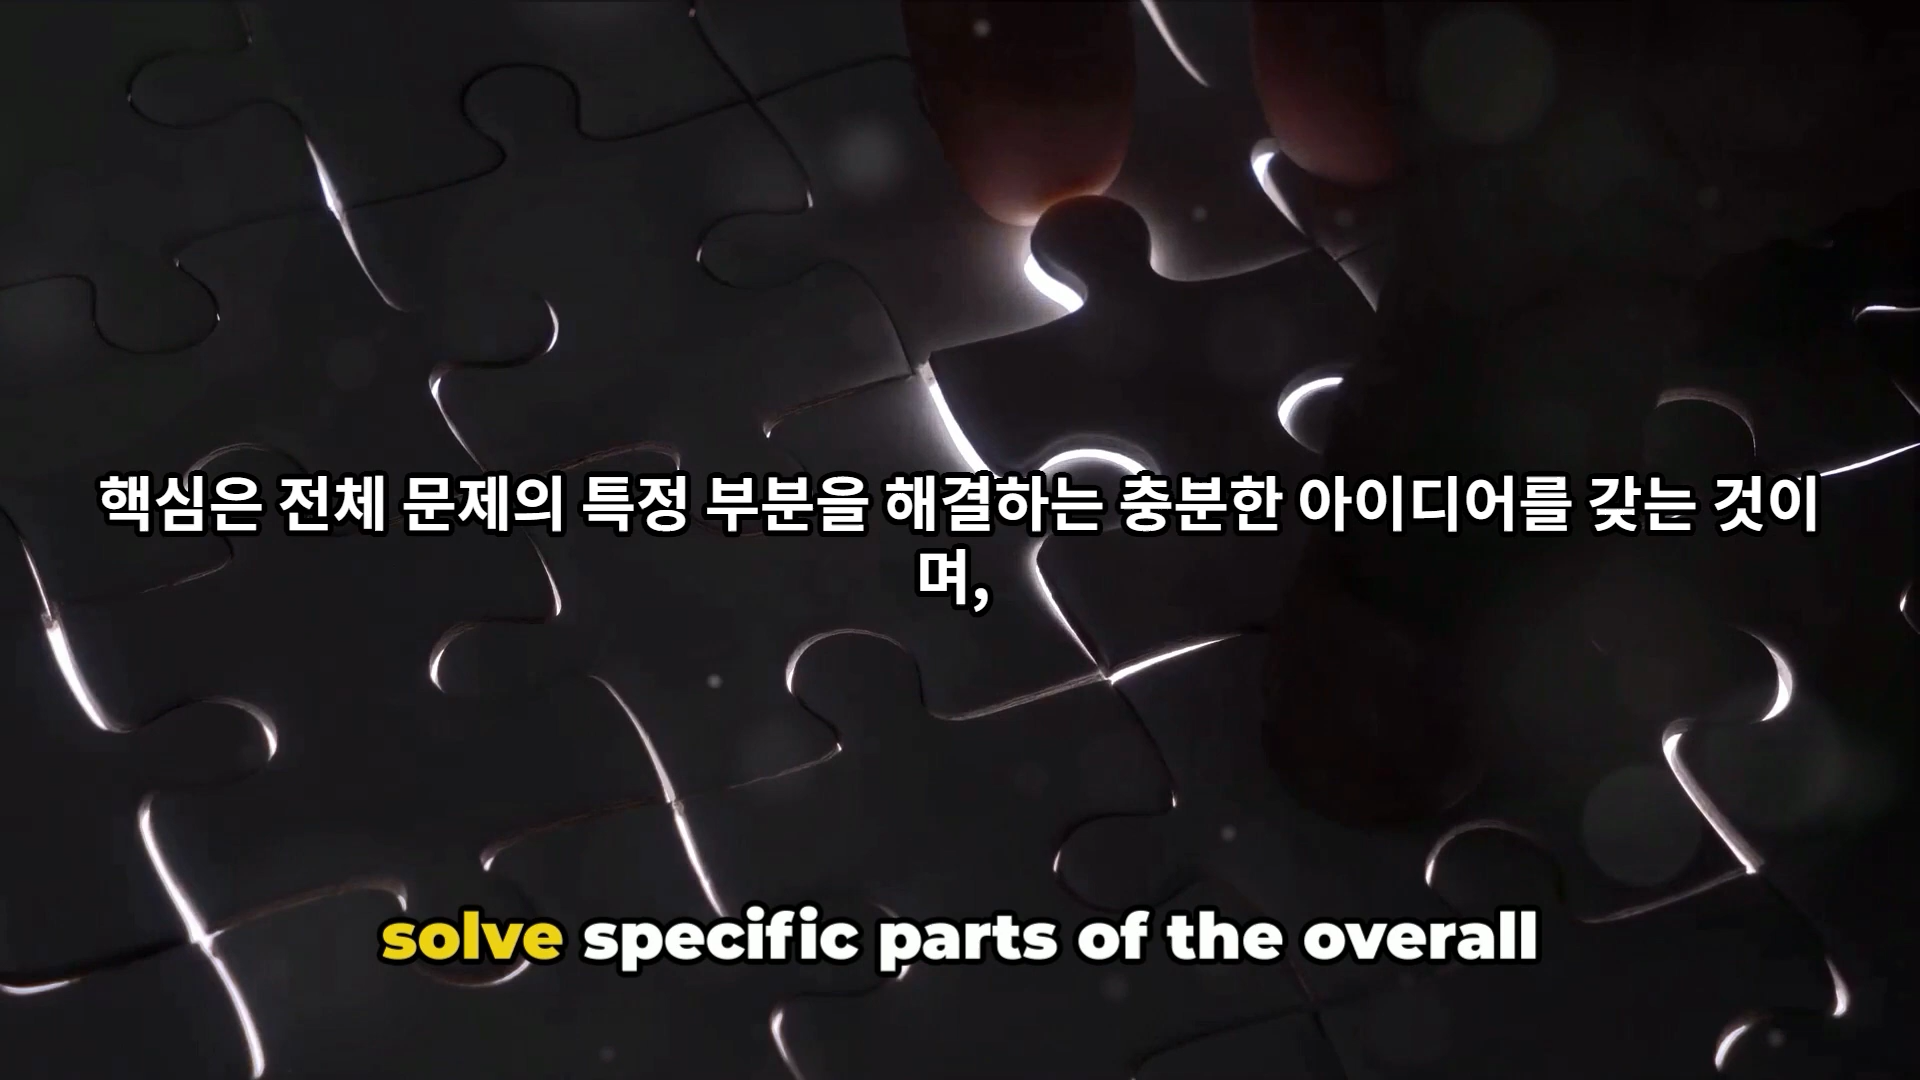 핵심은 전체 문제의 특정 부분을 해결하는 충분한 아이디어를 갖는 것이
며,
solve specific parts of the overall